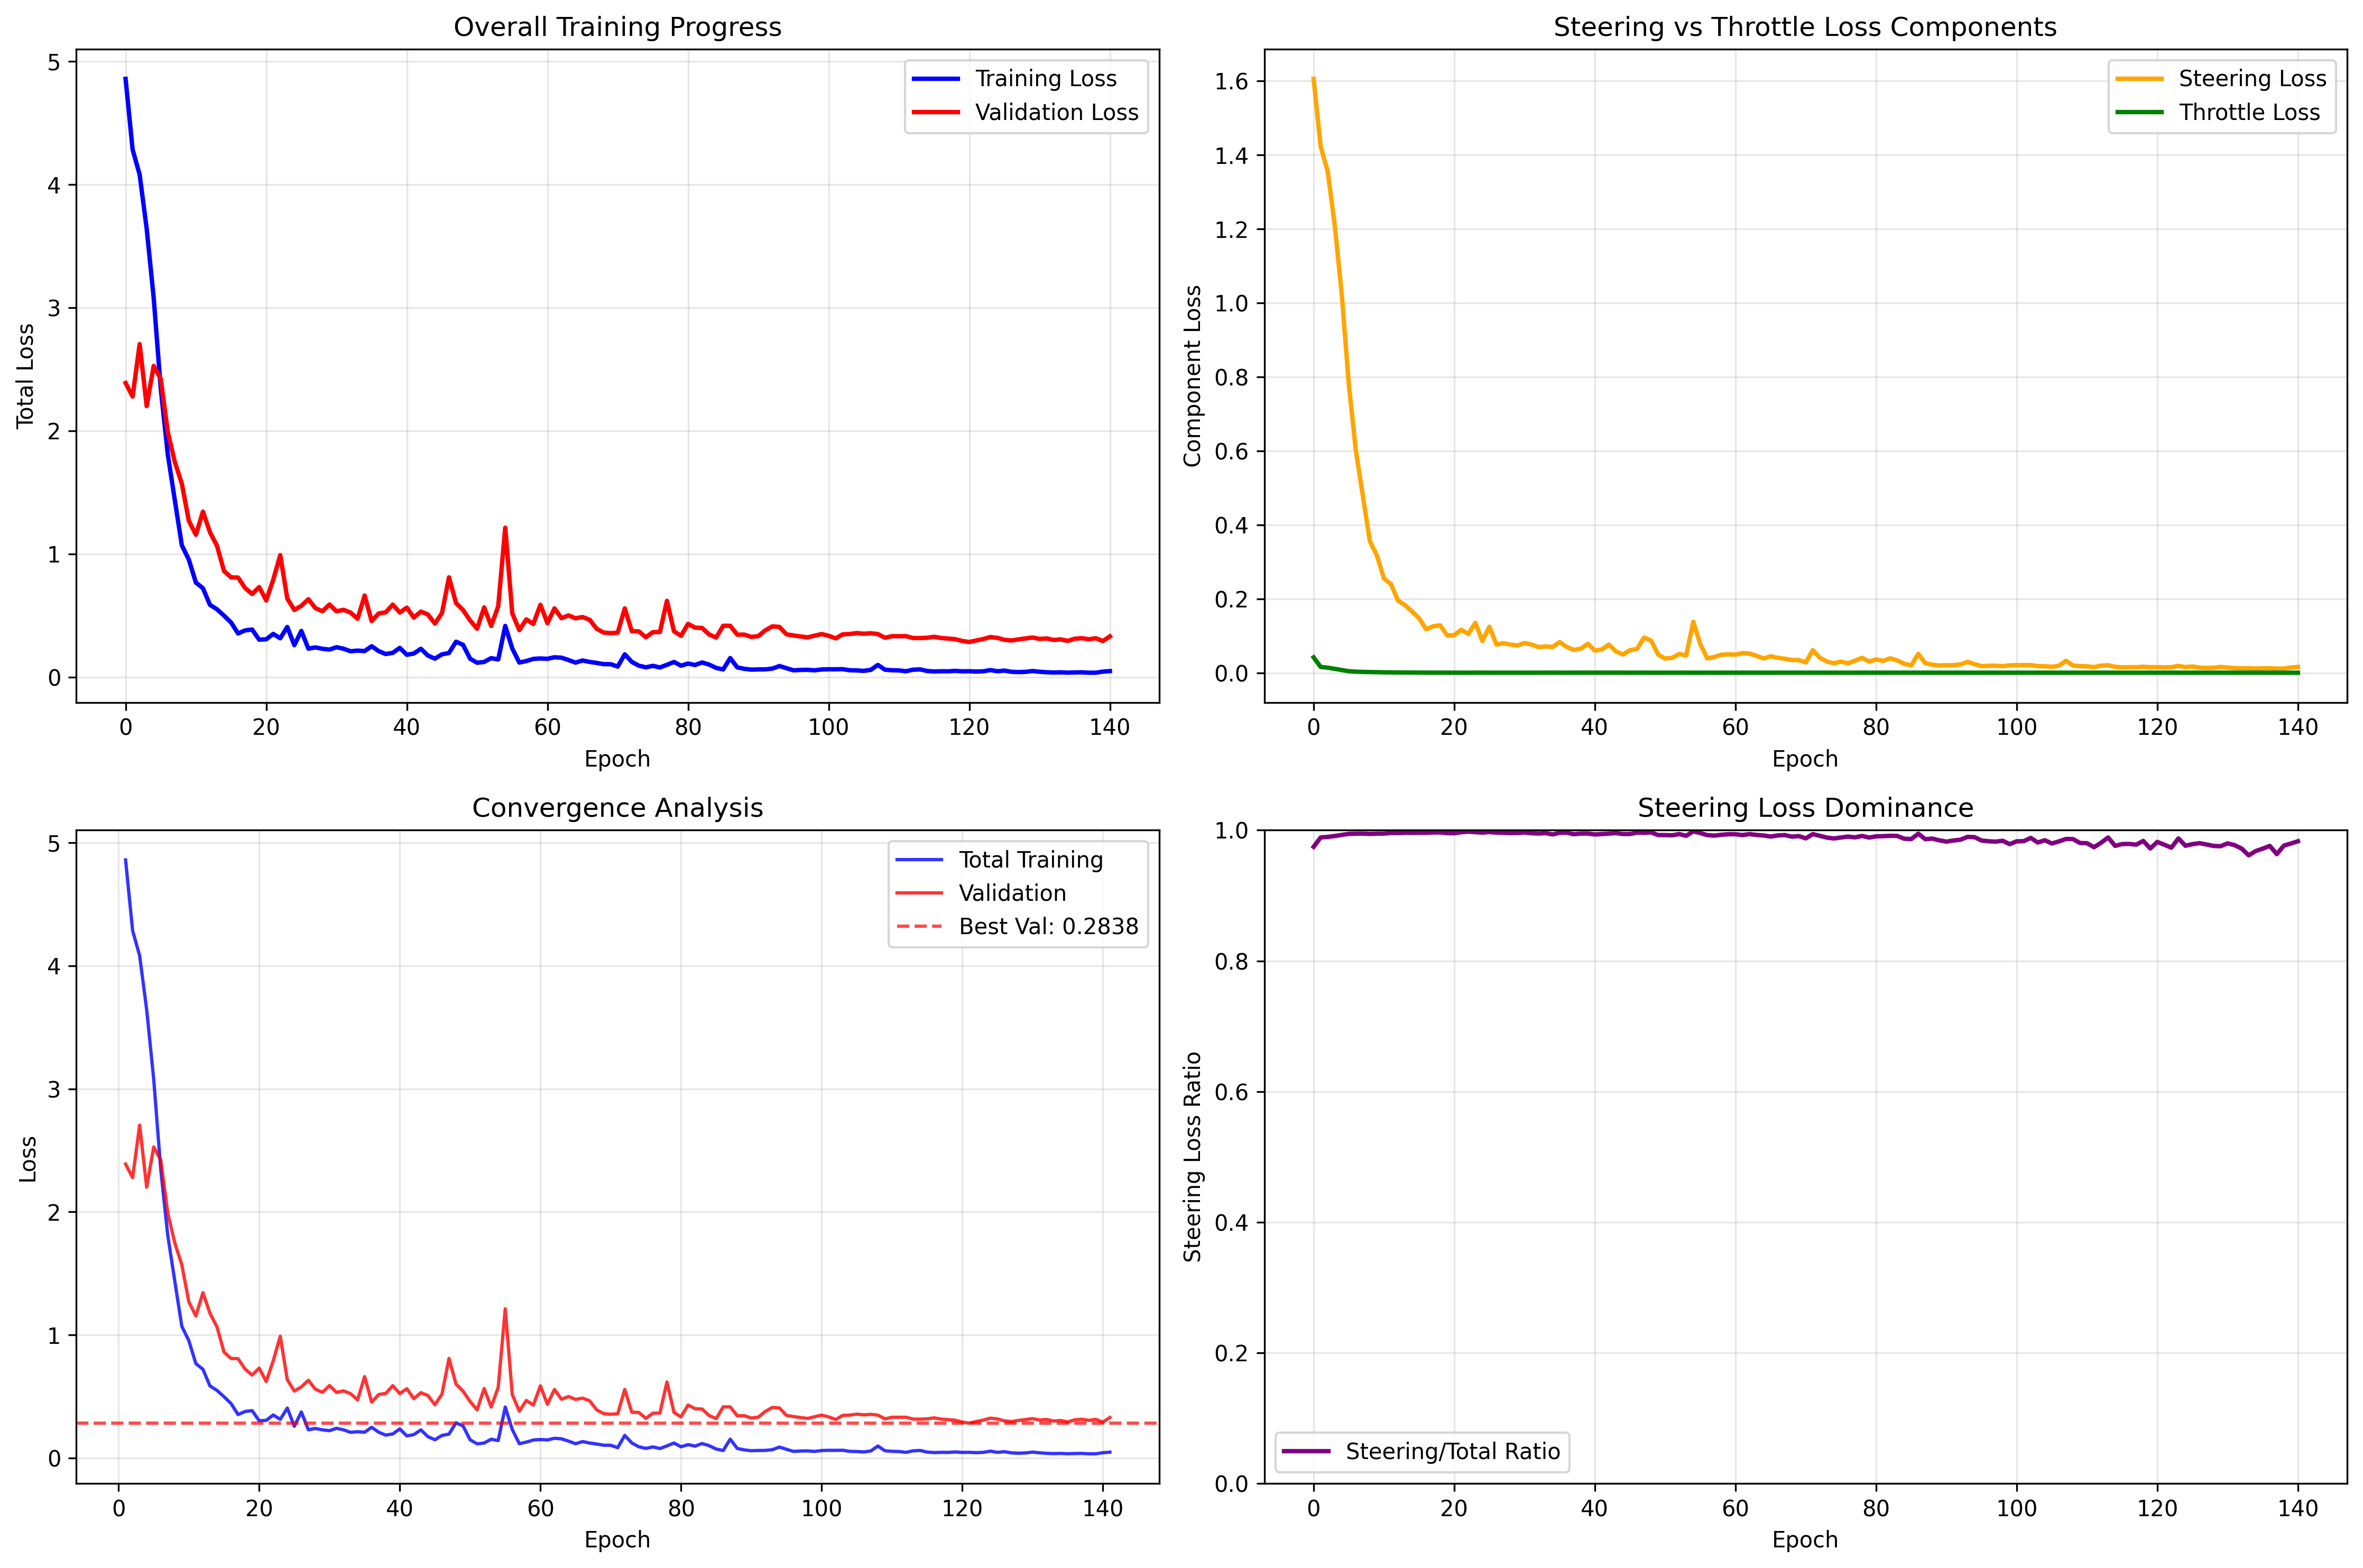 Overall Training Progress
Total Loss
5
4
3
2
1
0
Training Loss
Validation Loss
0 20 40 60 80 100 120 140
Epoch
Steering vs Throttle Loss Components
Component Loss
1.6
1.4
1.2
1.0
0.8
0.6
0.4
0.2
0.0
Steering Loss
Throttle Loss
0 20 40 60 80 100 120 140
Epoch
Convergence Analysis
Loss
5
4
3
2
1
0
Total Training
Validation
Best Val: 0.2838
0 20 40 60 80 100 120 140
Epoch
Steering Loss Dominance
Steering Loss Ratio
1.0
0.8
0.6
0.4
0.2
0.0
Steering/Total Ratio
0 20 40 60 80 100 120 140
Epoch